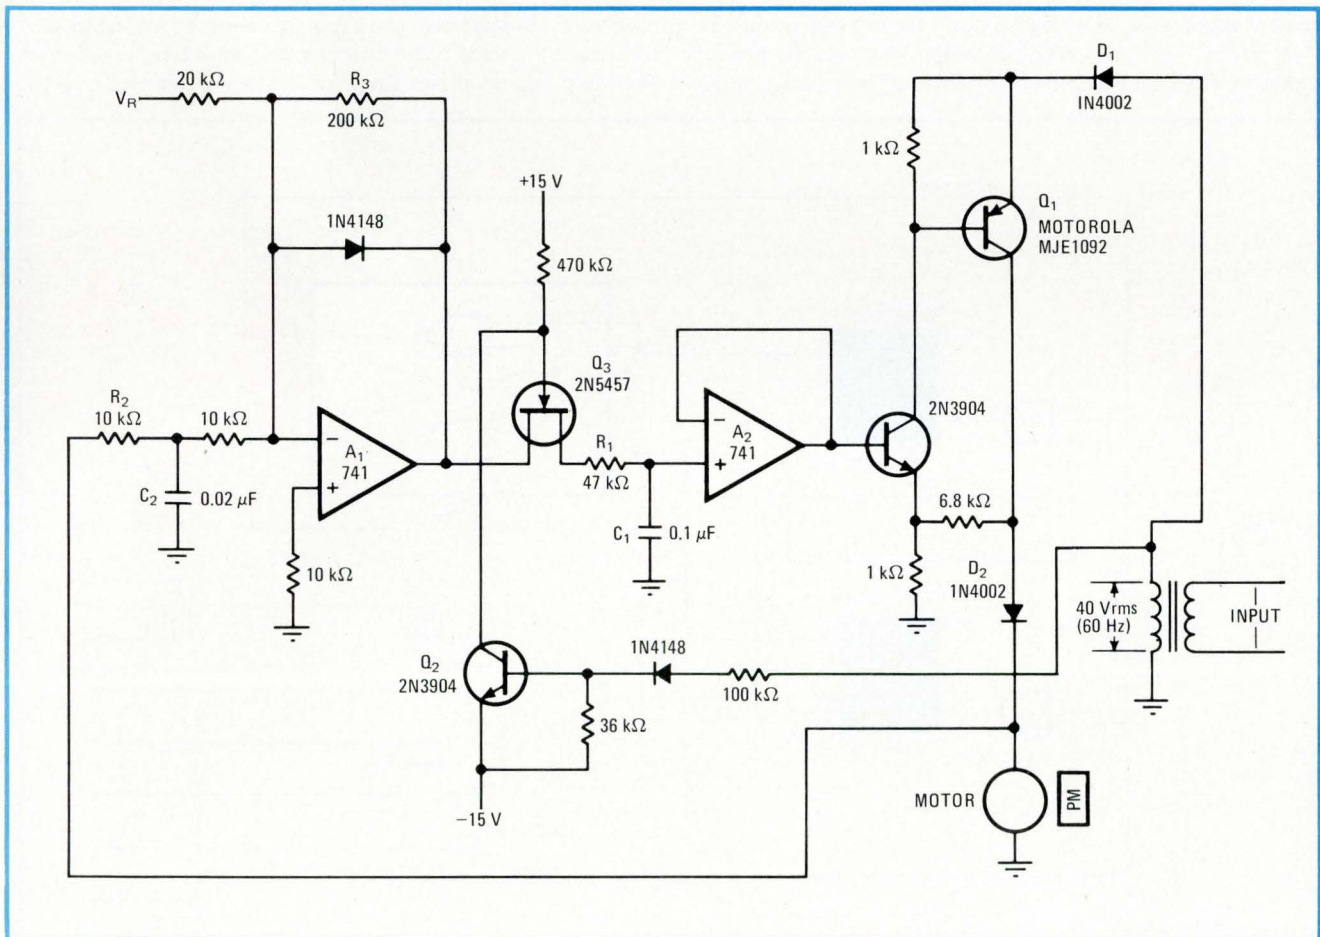 V_R
20 kΩ
R3
200 kΩ
1N4148
+15 V
470 kΩ
Q3
2N5457
R2
10 kΩ
10 kΩ
C2
0.02 μF
−
A1
741
+
10 kΩ
R1
47 kΩ
C1
0.1 μF
−
A2
741
+
2N3904
1 kΩ
D1
IN4002
Q1
MOTOROLA
MJE1092
6.8 kΩ
1 kΩ
D2
1N4002
40 Vrms
(60 Hz)
INPUT
Q2
2N3904
1N4148
100 kΩ
36 kΩ
−15 V
MOTOR
PM